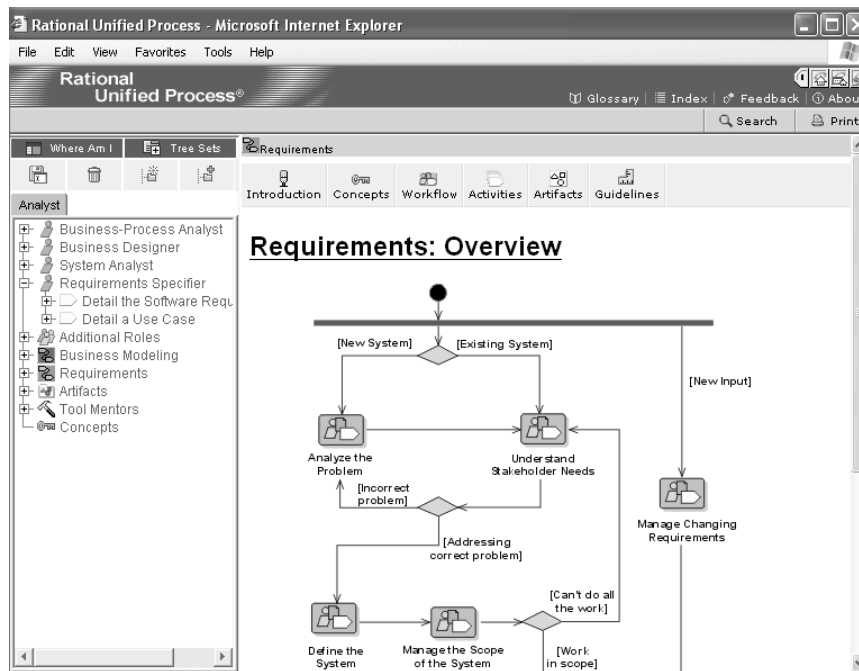 Rational Unified Process - Microsoft Internet Explorer
File Edit View Favorites Tools Help
Rational
Unified Process®
Glossary | Index | Feedback | Abou
Search Print
Where Am I Tree Sets
Analyst
Business-Process Analyst
Business Designer
System Analyst
Requirements Specifier
Detail the Software Requ
Detail a Use Case
Additional Roles
Business Modeling
Requirements
Artifacts
Tool Mentors
Concepts
Requirements
Introduction Concepts Workflow Activities Artifacts Guidelines
Requirements: Overview
[New System] [Existing System]
[New Input]
Analyze the
Problem
Understand
Stakeholder Needs
[Incorrect
problem]
Manage Changing
Requirements
[Addressing
correct problem]
[Can't do all
the work]
Define the
System
Manage the Scope
of the System
[Work
in scope]